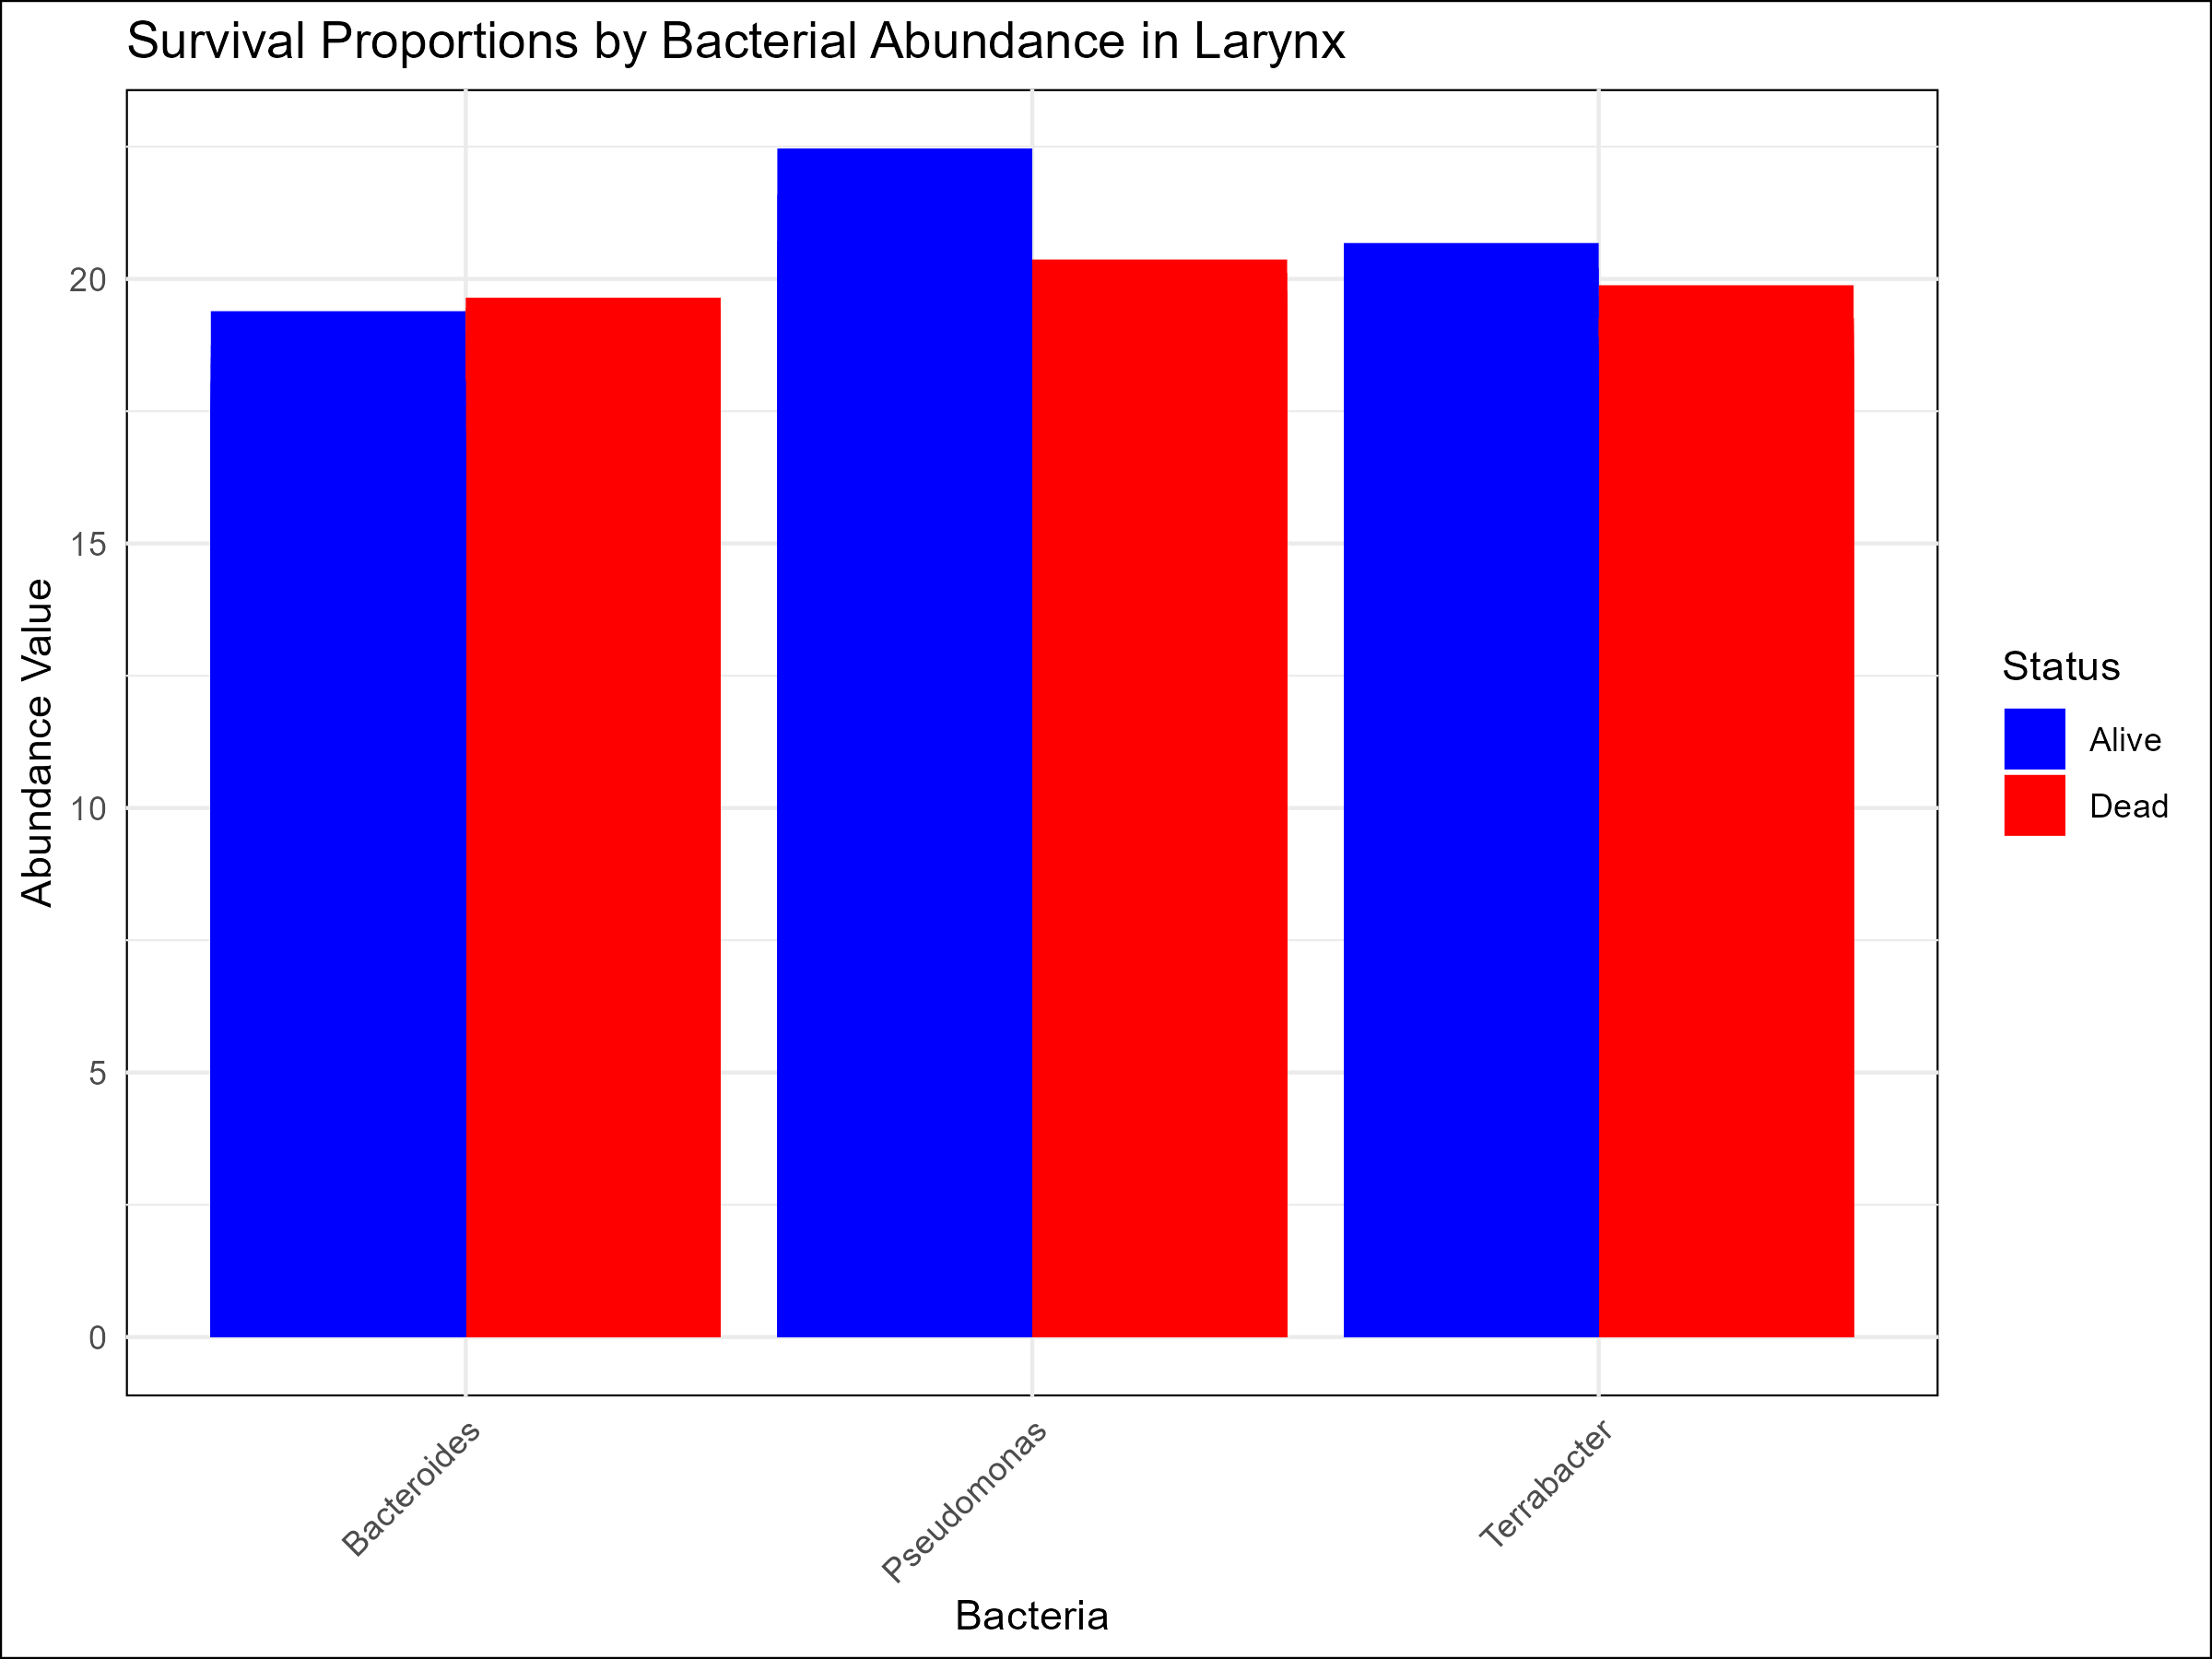 Survival Proportions by Bacterial Abundance in Larynx
Abundance Value
20
15
10
5
0
Bacteroides
Pseudomonas
Terrabacter
Bacteria
Status
Alive
Dead